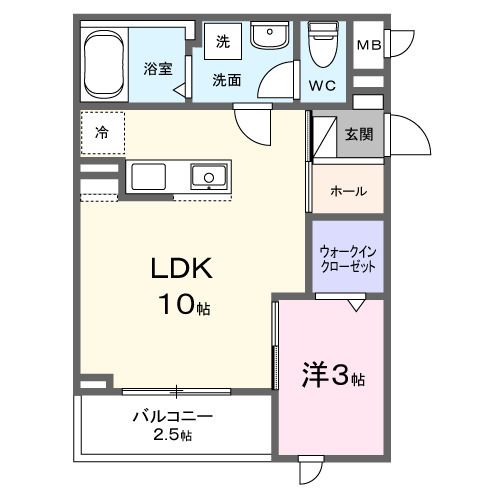 洗
MB
浴室
洗面
WC
冷
玄関
ホール
ウォークイン
クローゼット
LDK
10帖
洋3帖
バルコニー
2.5帖